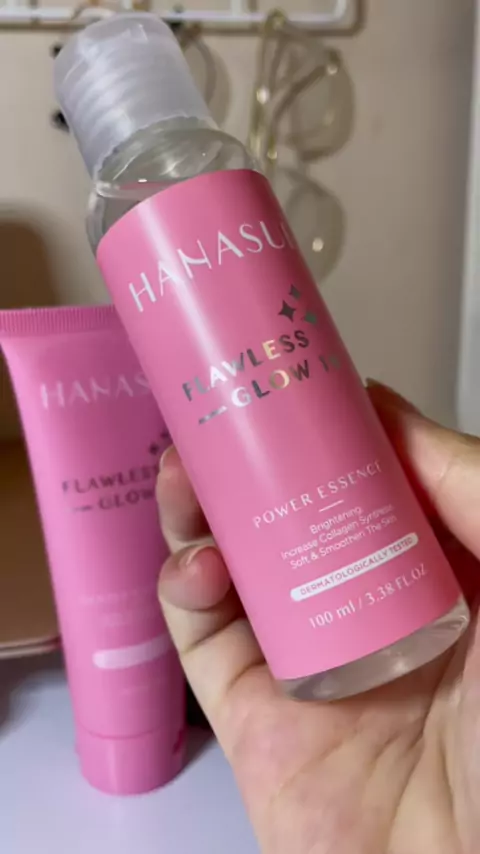 HANASUI
FLAWLESS
GLOW 10
POWER ESSENCE
Brightening
Increase Collagen Synthesis
Soft & Smoothen The Skin
DERMATOLOGICALLY TESTED
100 ml / 3.38 FL.OZ
HANAS
FLAWLESS
GLOW